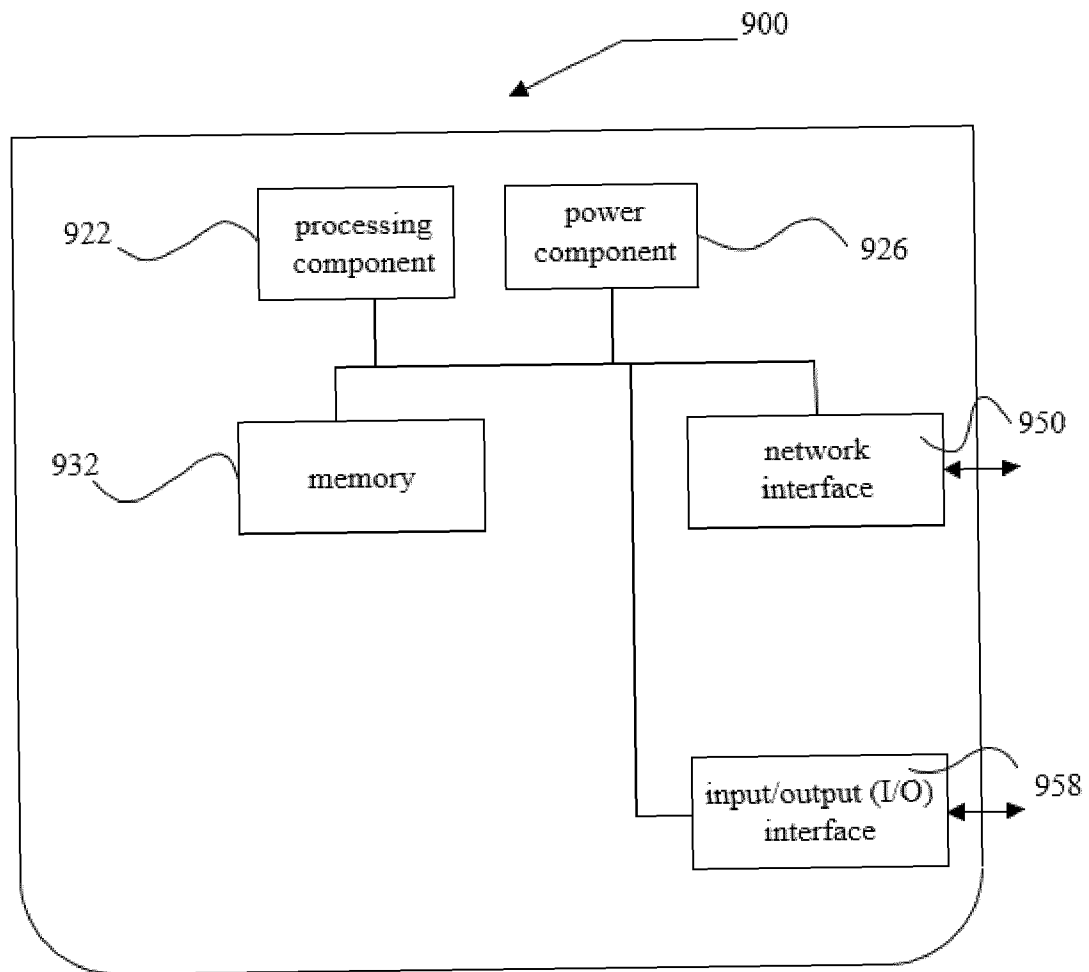 900
processing
component
922
power
component
926
memory
932
network
interface
950
input/output (I/O)
interface
958